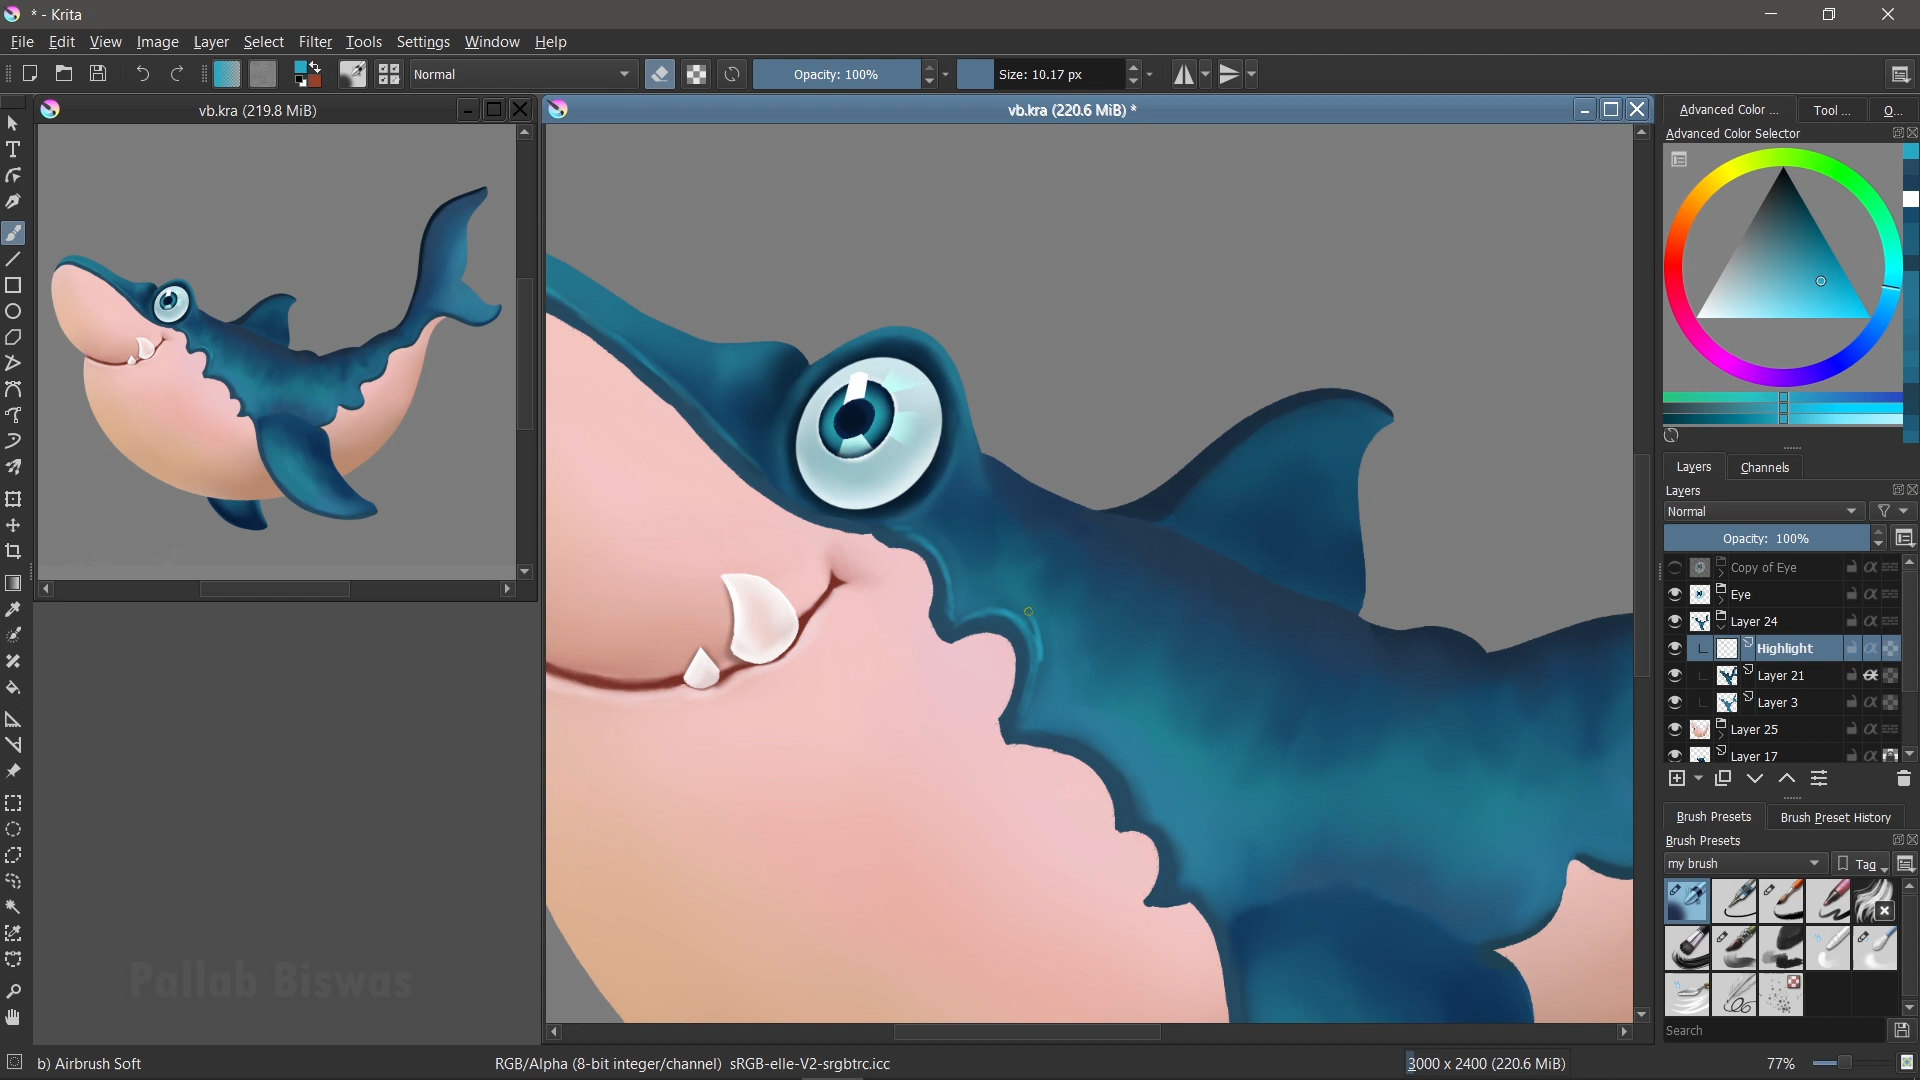 * - Krita
File Edit View Image Layer Select Filter Tools Settings Window Help
Normal Opacity: 100% Size: 10.17 px
vb.kra (219.8 MiB)
vb.kra (220.6 MiB) *
Advanced Color ... Tool ... O...
Advanced Color Selector
Layers Channels
Layers
Normal
Opacity: 100%
Copy of Eye
Eye
Layer 24
Highlight
Layer 21
Layer 3
Layer 25
Layer 17
Brush Presets Brush Preset History
Brush Presets
my brush Tag
Search
Pallab Biswas
b) Airbrush Soft
RGB/Alpha (8-bit integer/channel) sRGB-elle-V2-srgbtrc.icc
3000 x 2400 (220.6 MiB)
77%